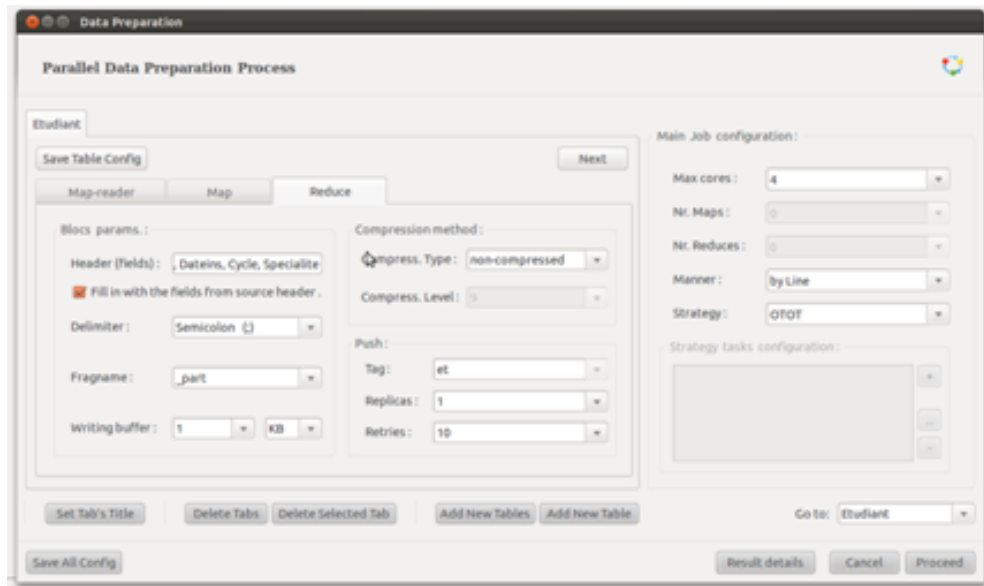 Data Preparation
Parallel Data Preparation Process
Etudiant
Save Table Config
Next
Map-reader
Map
Reduce
Blocs params. :
Header (fields) : , Dateins, Cycle, Specialite
Fill in with the fields from source header .
Delimiter : Semicolon (;)
Fragname : _part
Writing buffer : 1 KB
Compression method :
Compress. Type : non-compressed
Compress. Level : 9
Push :
Tag : et
Replicas : 1
Retries : 10
Main Job configuration :
Max cores : 4
Nr. Maps : 0
Nr. Reduces : 0
Manner : by Line
Strategy : OTOT
Strategy tasks configuration :
+
...
-
Set Tab's Title
Delete Tabs
Delete Selected Tab
Add New Tables
Add New Table
Go to: Etudiant
Save All Config
Result details
Cancel
Proceed